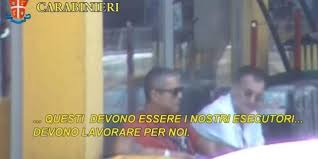 CARABINIERI
... QUESTI DEVONO ESSERE I NOSTRI ESECUTORI...
DEVONO LAVORARE PER NOI.